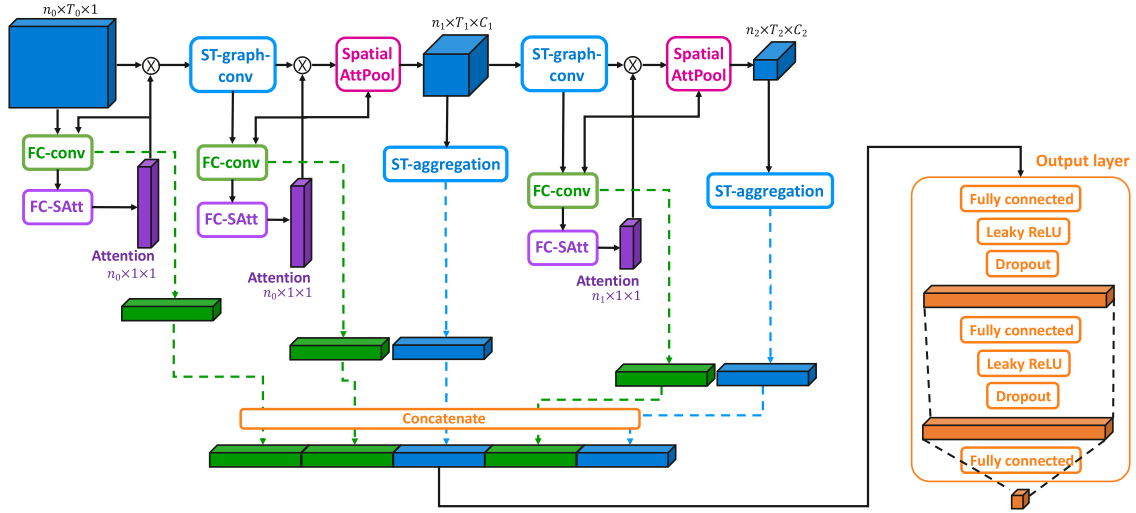 n₀×T₀×1
n₁×T₁×C₁
n₂×T₂×C₂
ST-graph-
conv
Spatial
AttPool
ST-graph-
conv
Spatial
AttPool
FC-conv
FC-conv
ST-aggregation
FC-conv
ST-aggregation
FC-SAtt
FC-SAtt
FC-SAtt
Attention
n₀×1×1
Attention
n₀×1×1
Attention
n₁×1×1
Concatenate
Output layer
Fully connected
Leaky ReLU
Dropout
Fully connected
Leaky ReLU
Dropout
Fully connected